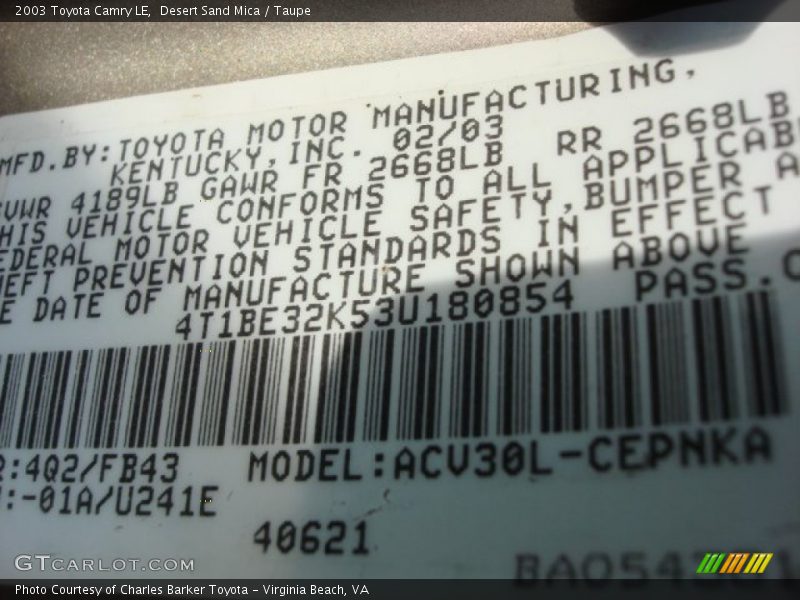 2003 Toyota Camry LE, Desert Sand Mica / Taupe
MFD.BY:TOYOTA MOTOR MANUFACTURING,
KENTUCKY,INC. 02/03
GVWR 4189LB GAWR FR 2668LB RR 2668LB
HIS VEHICLE CONFORMS TO ALL APPLICAB
EDERAL MOTOR VEHICLE SAFETY,BUMPER A
HEFT PREVENTION STANDARDS IN EFFECT
E DATE OF MANUFACTURE SHOWN ABOVE
4T1BE32K53U180854 PASS.C
R:4Q2/FB43 MODEL:ACV30L-CEPNKA
:-01A/U241E
40621
GTCARLOT.COM
Photo Courtesy of Charles Barker Toyota - Virginia Beach, VA